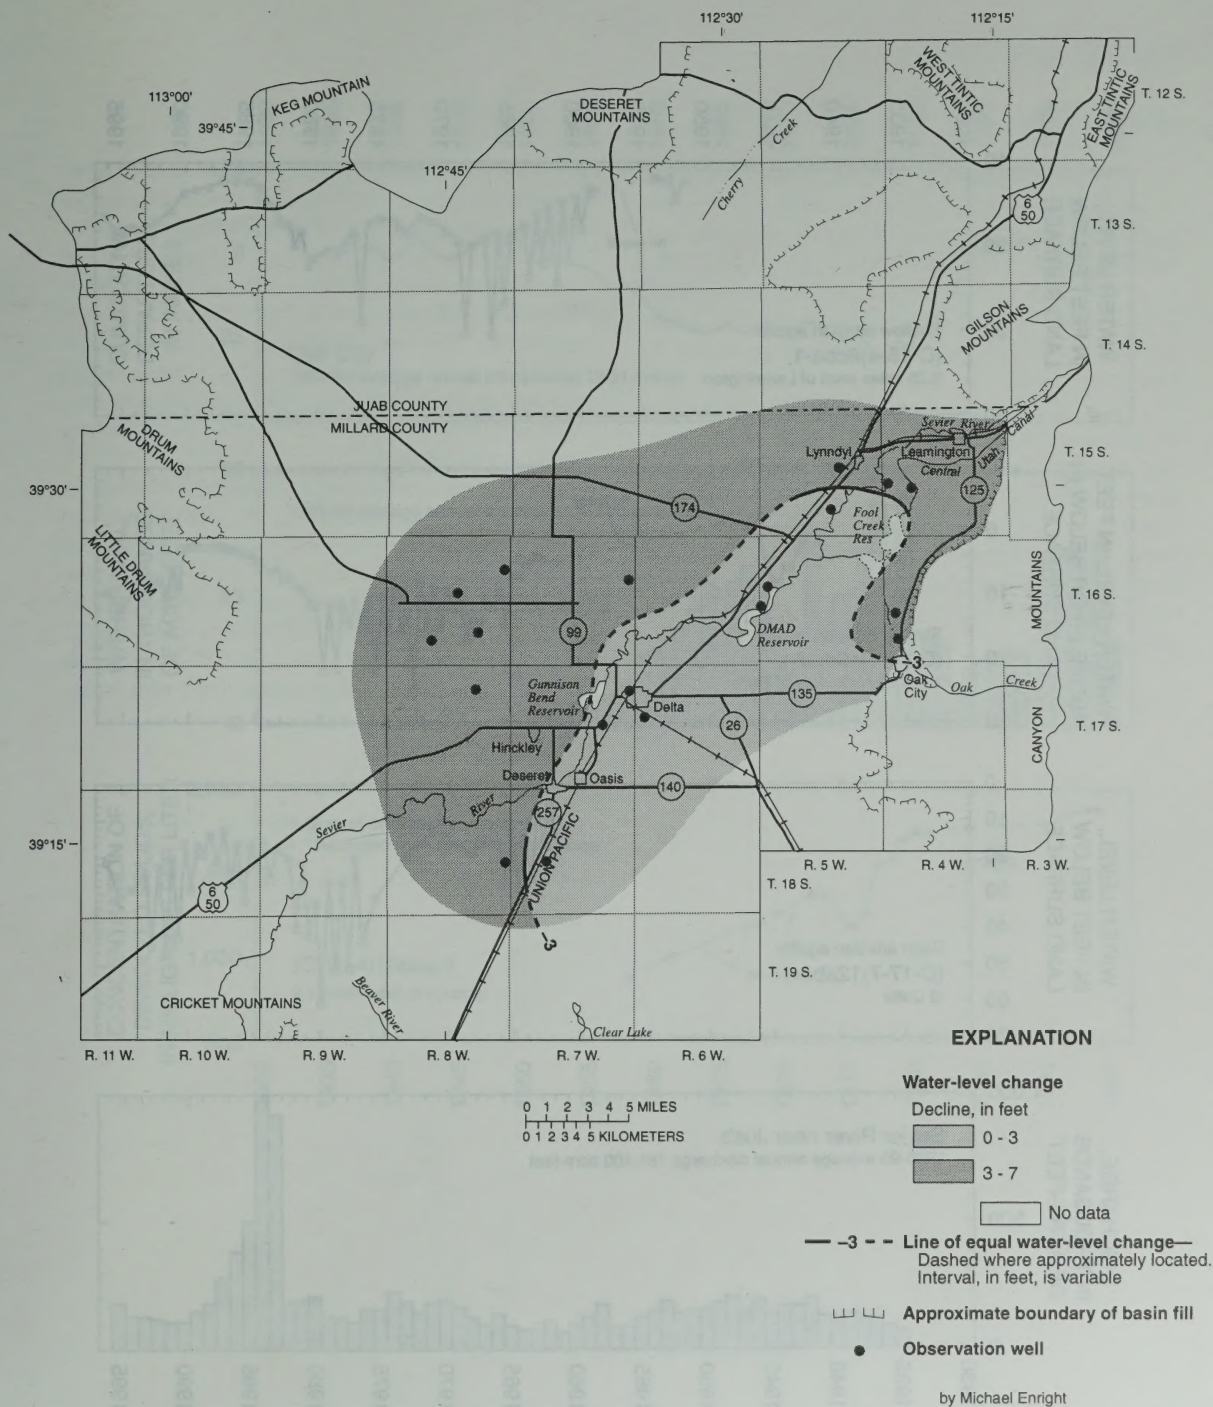 112°30'
112°15'
113°00'
39°45'
KEG MOUNTAIN
DESERET
MOUNTAINS
WEST TINTIC
MOUNTAINS
EAST TINTIC
MOUNTAINS
T. 12 S.
112°45'
Cherry
Creek
6
50
T. 13 S.
GILSON
MOUNTAINS
T. 14 S.
JUAB COUNTY
MILLARD COUNTY
DRUM
MOUNTAINS
Sevier River
Canal
Lynndyl
Leamington
Central
Utah
T. 15 S.
39°30'
174
125
Fool
Creek
Res
LITTLE DRUM
MOUNTAINS
MOUNTAINS
T. 16 S.
99
DMAD
Reservoir
-3
Oak
City
Oak
Creek
Gunnison
Bend
Reservoir
135
Delta
26
CANYON
T. 17 S.
Hinckley
Deseret
Oasis
140
River
Sevier
257
UNION PACIFIC
39°15'
R. 5 W.
R. 4 W.
R. 3 W.
6
50
T. 18 S.
-3
T. 19 S.
CRICKET MOUNTAINS
Beaver River
Clear Lake
R. 11 W.
R. 10 W.
R. 9 W.
R. 8 W.
R. 7 W.
R. 6 W.
0 1 2 3 4 5 MILES
0 1 2 3 4 5 KILOMETERS
EXPLANATION
Water-level change
Decline, in feet
0 - 3
3 - 7
No data
-3 Line of equal water-level change—
Dashed where approximately located.
Interval, in feet, is variable
Approximate boundary of basin fill
Observation well
by Michael Enright